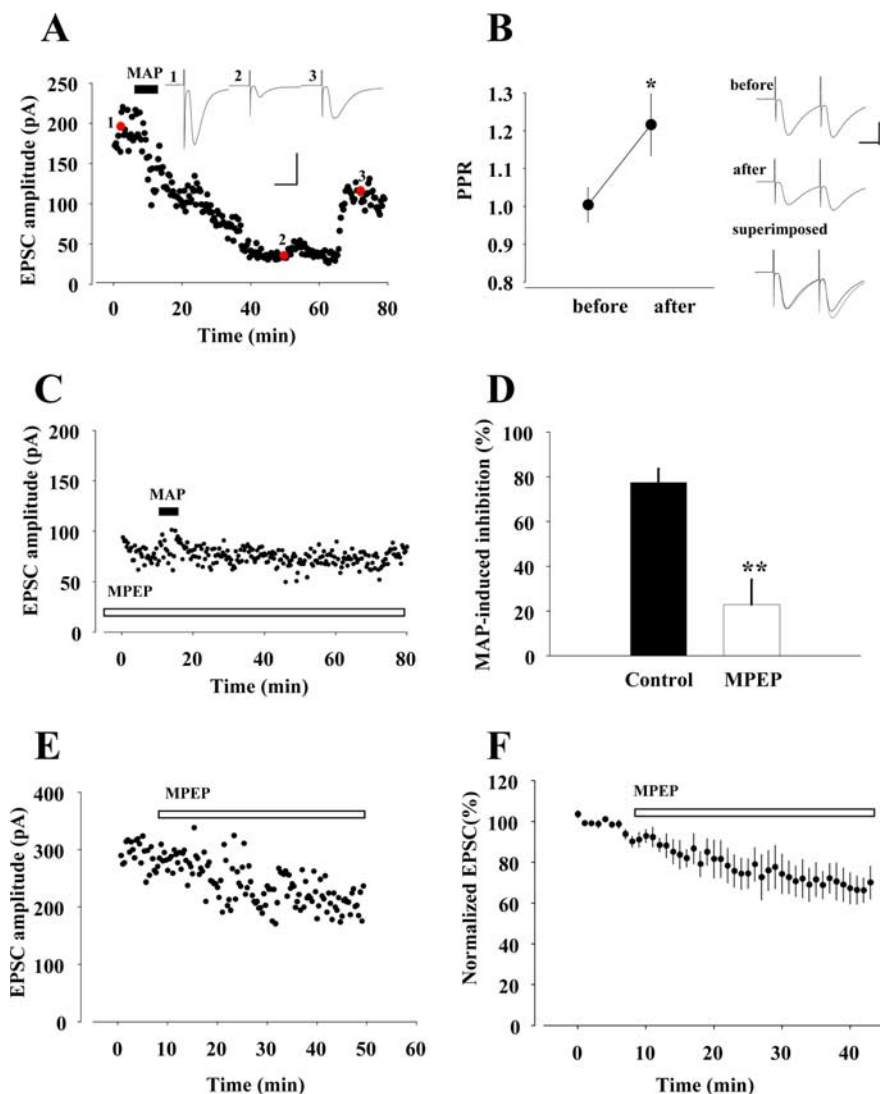 A
EPSC amplitude (pA)
250
200
150
100
50
0
MAP
1
2
3
1
2
3
0 20 40 60 80
Time (min)
B
PPR
1.3
1.2
1.1
1.0
0.9
0.8
*
before after
before
after
superimposed
C
EPSC amplitude (pA)
200
150
100
50
0
MAP
MPEP
0 20 40 60 80
Time (min)
D
MAP-induced inhibition (%)
100
80
60
40
20
0
**
Control MPEP
E
EPSC amplitude (pA)
400
300
200
100
0
MPEP
0 10 20 30 40 50
Time (min)
F
Normalized EPSC(%)
120
100
80
60
40
20
0
MPEP
0 10 20 30 40
Time (min)